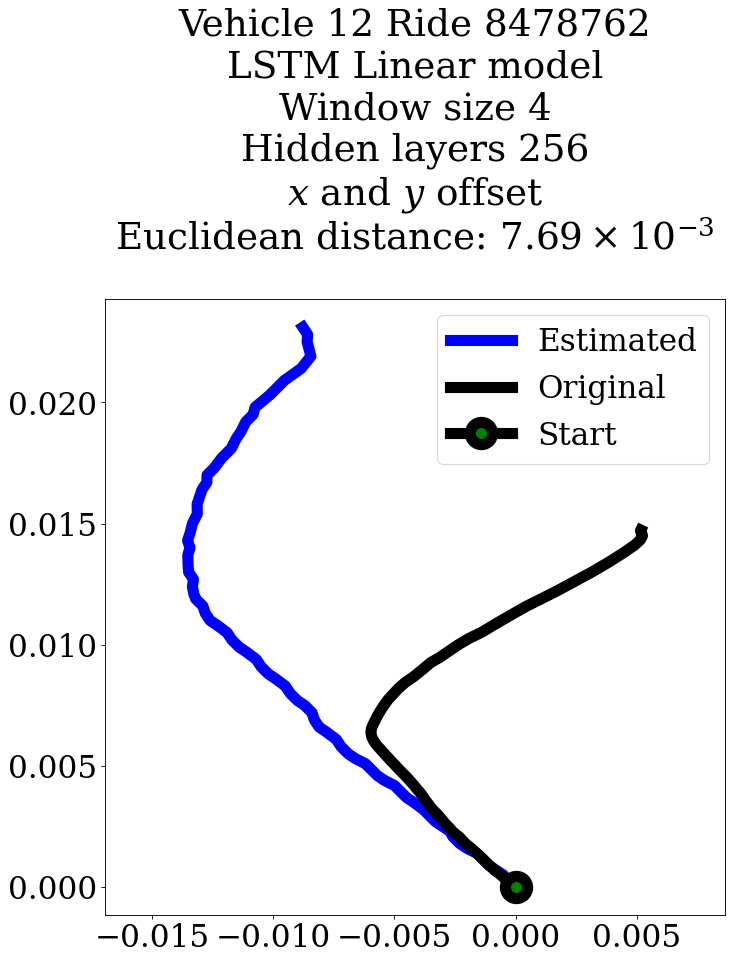 Vehicle 12 Ride 8478762
LSTM Linear model
Window size 4
Hidden layers 256
x and y offset
Euclidean distance: 7.69 × 10⁻³
Estimated
Original
Start
0.020
0.015
0.010
0.005
0.000
−0.015 −0.010 −0.005 0.000 0.005